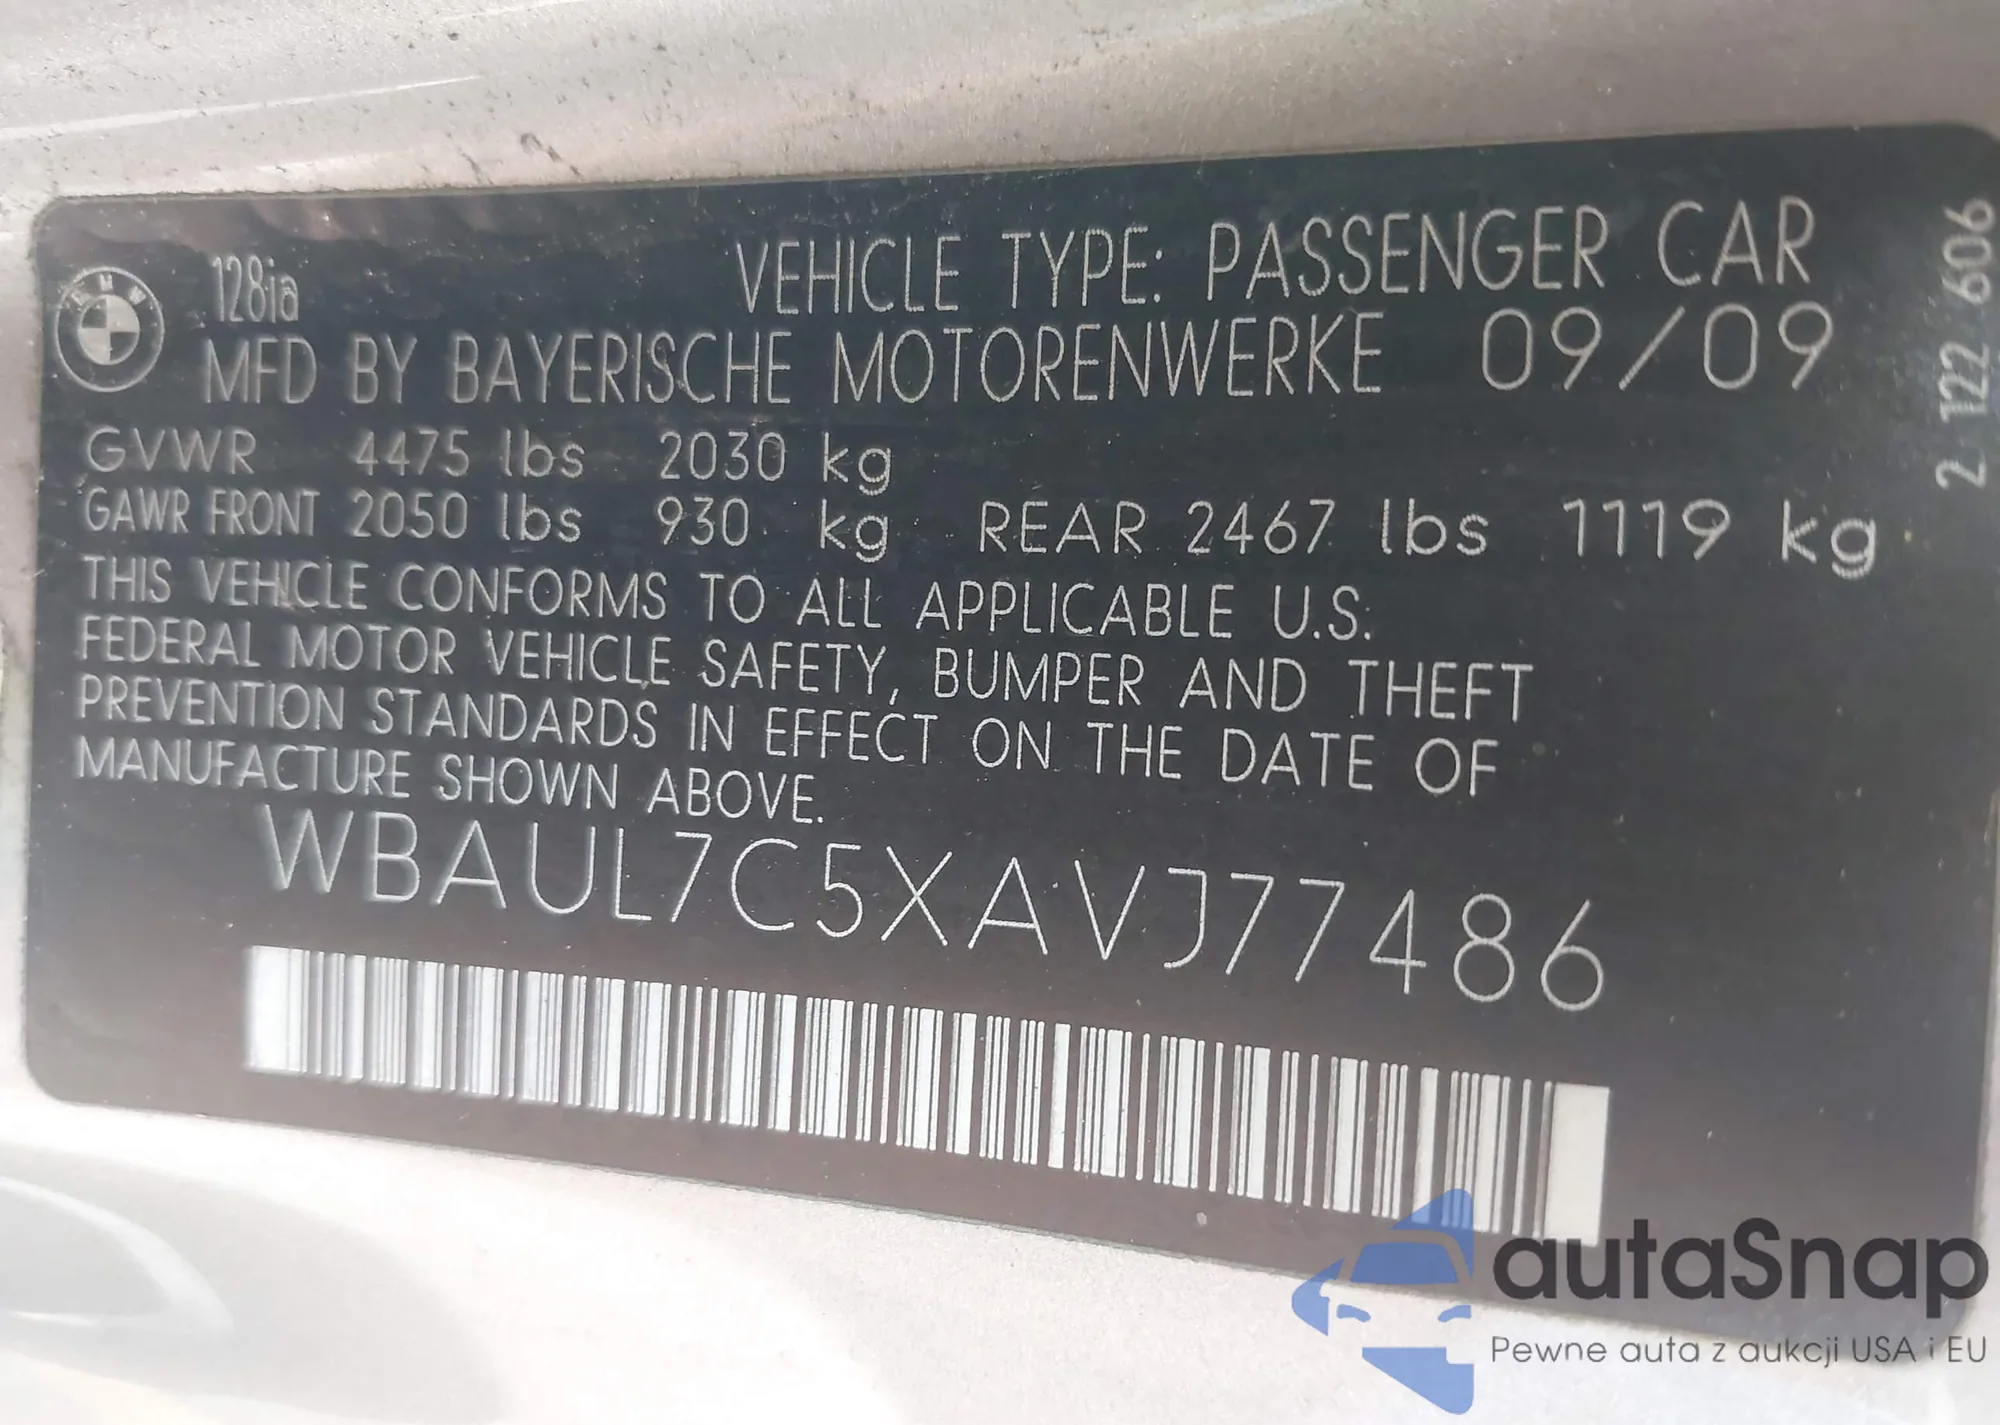 BMW
128ia
VEHICLE TYPE: PASSENGER CAR
MFD BY BAYERISCHE MOTORENWERKE 09/09
GVWR 4475 lbs 2030 kg
GAWR FRONT 2050 lbs 930 kg REAR 2467 lbs 1119 kg
THIS VEHICLE CONFORMS TO ALL APPLICABLE U.S.
FEDERAL MOTOR VEHICLE SAFETY, BUMPER AND THEFT
PREVENTION STANDARDS IN EFFECT ON THE DATE OF
MANUFACTURE SHOWN ABOVE.
WBAUL7C5XAVJ77486
2 122 606
autaSnap
Pewne auta z aukcji USA i EU